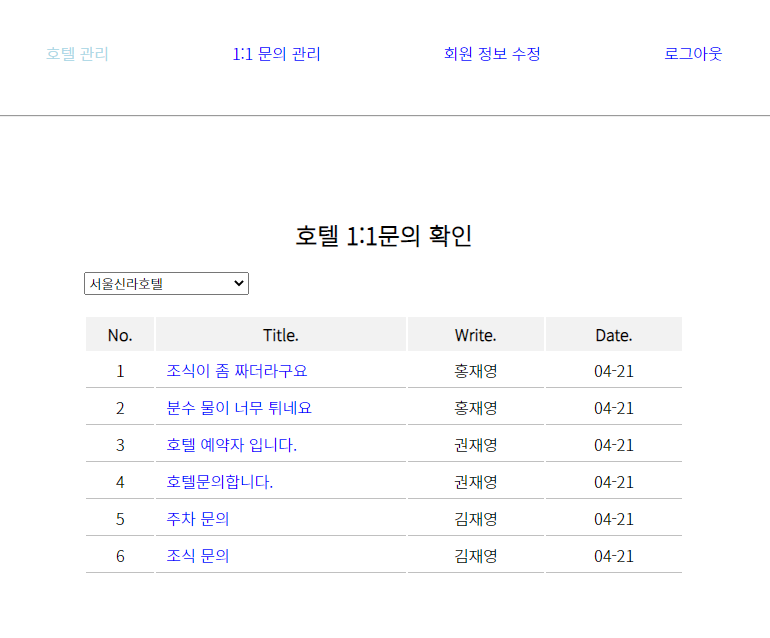 호텔 관리 1:1 문의 관리 회원 정보 수정 로그아웃
호텔 1:1문의 확인
서울신라호텔
No. Title. Write. Date.
1 조식이 좀 짜더라구요 홍재영 04-21
2 분수 물이 너무 튀네요 홍재영 04-21
3 호텔 예약자 입니다. 권재영 04-21
4 호텔문의합니다. 권재영 04-21
5 주차 문의 김재영 04-21
6 조식 문의 김재영 04-21